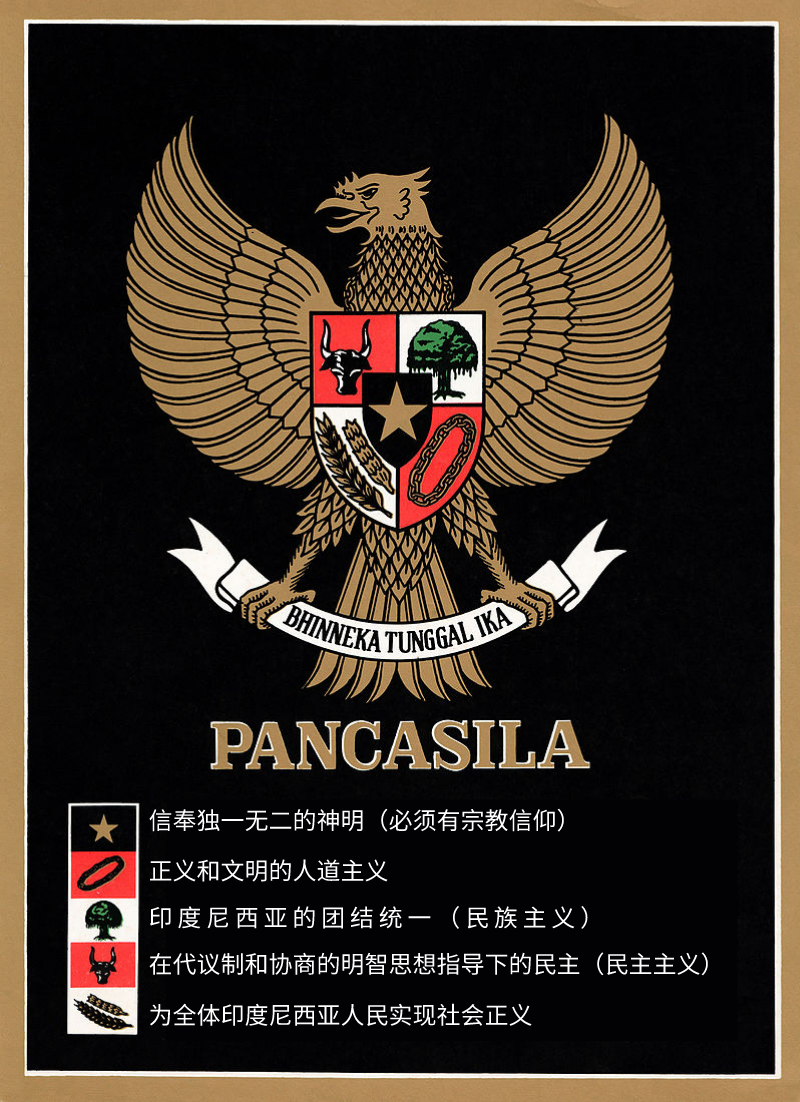 BHINNEKA TUNGGAL IKA
PANCASILA
信奉独一无二的神明（必须有宗教信仰）
正义和文明的人道主义
印度尼西亚的团结统一（民族主义）
在代议制和协商的明智思想指导下的民主（民主主义）
为全体印度尼西亚人民实现社会正义